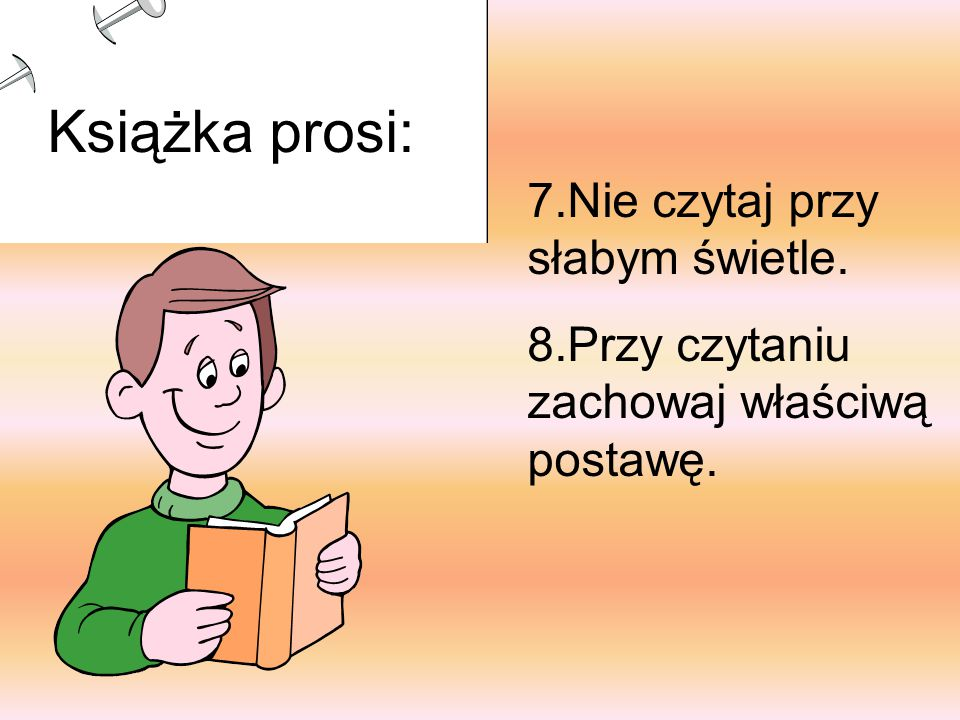 Książka prosi:
7.Nie czytaj przy
słabym świetle.
8.Przy czytaniu
zachowaj właściwą
postawę.